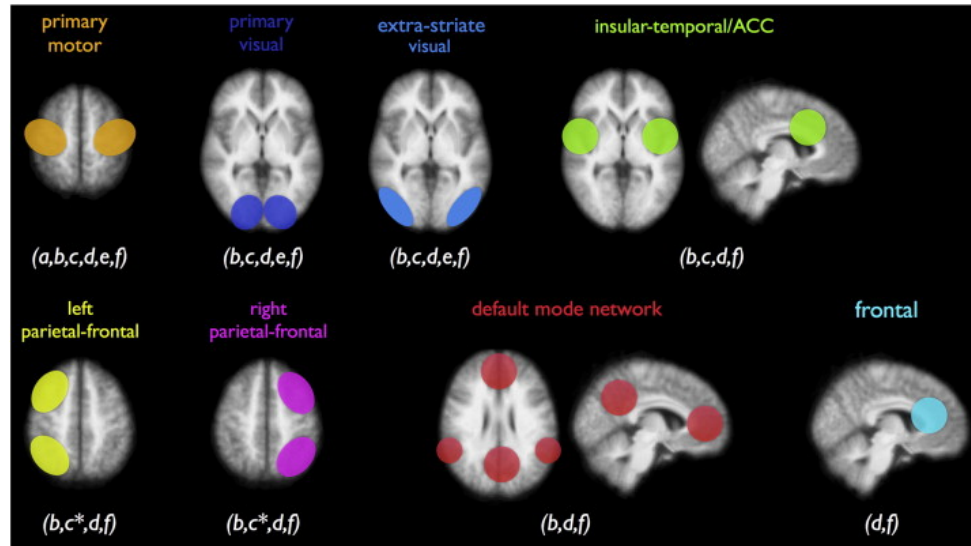 primary
motor
primary
visual
extra-striate
visual
insular-temporal/ACC
(a,b,c,d,e,f)
(b,c,d,e,f)
(b,c,d,e,f)
(b,c,d,f)
left
parietal-frontal
right
parietal-frontal
default mode network
frontal
(b,c*,d,f)
(b,c*,d,f)
(b,d,f)
(d,f)